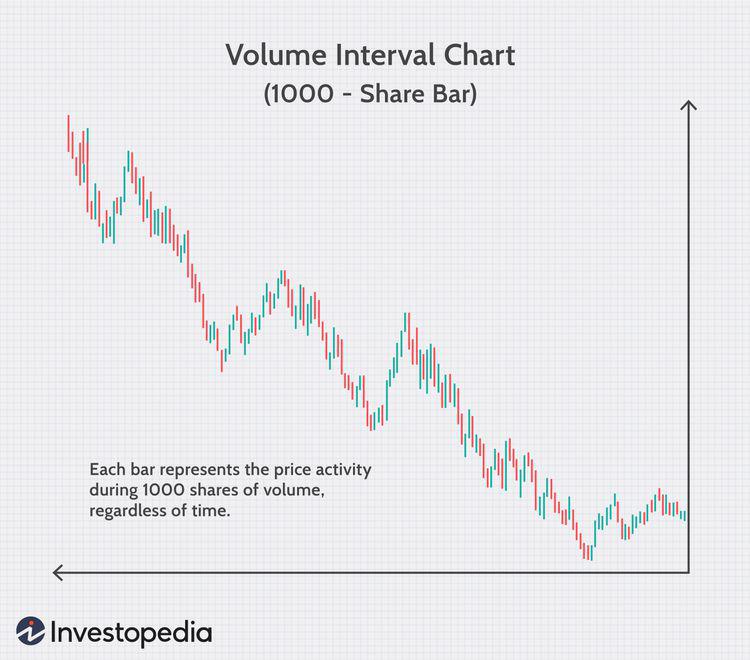 Volume Interval Chart
(1000 - Share Bar)
Each bar represents the price activity
during 1000 shares of volume,
regardless of time.
Investopedia